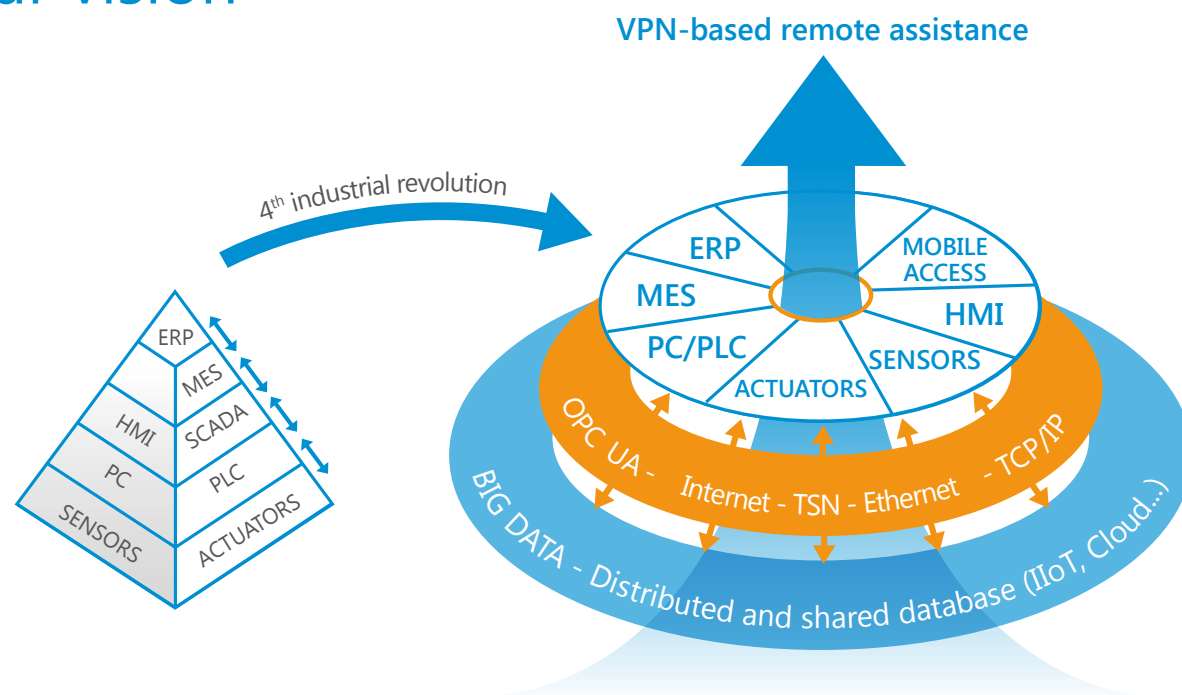 vision
VPN-based remote assistance
4th industrial revolution
ERP
MES
HMI
SCADA
PC
PLC
SENSORS
ACTUATORS
ERP
MOBILE
ACCESS
MES
HMI
PC/PLC
SENSORS
ACTUATORS
OPC UA - Internet - TSN - Ethernet - TCP/IP
BIG DATA - Distributed and shared database (IIoT, Cloud...)